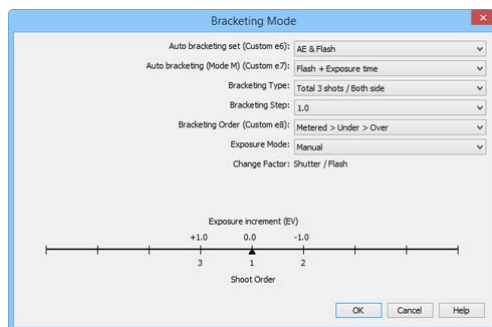 Bracketing Mode
Auto bracketing set (Custom e6): AE & Flash
Auto bracketing (Mode M) (Custom e7): Flash + Exposure time
Bracketing Type: Total 3 shots / Both side
Bracketing Step: 1.0
Bracketing Order (Custom e8): Metered > Under > Over
Exposure Mode: Manual
Change Factor: Shutter / Flash
Exposure increment (EV)
+1.0 0.0 -1.0
3 1 2
Shoot Order
OK Cancel Help